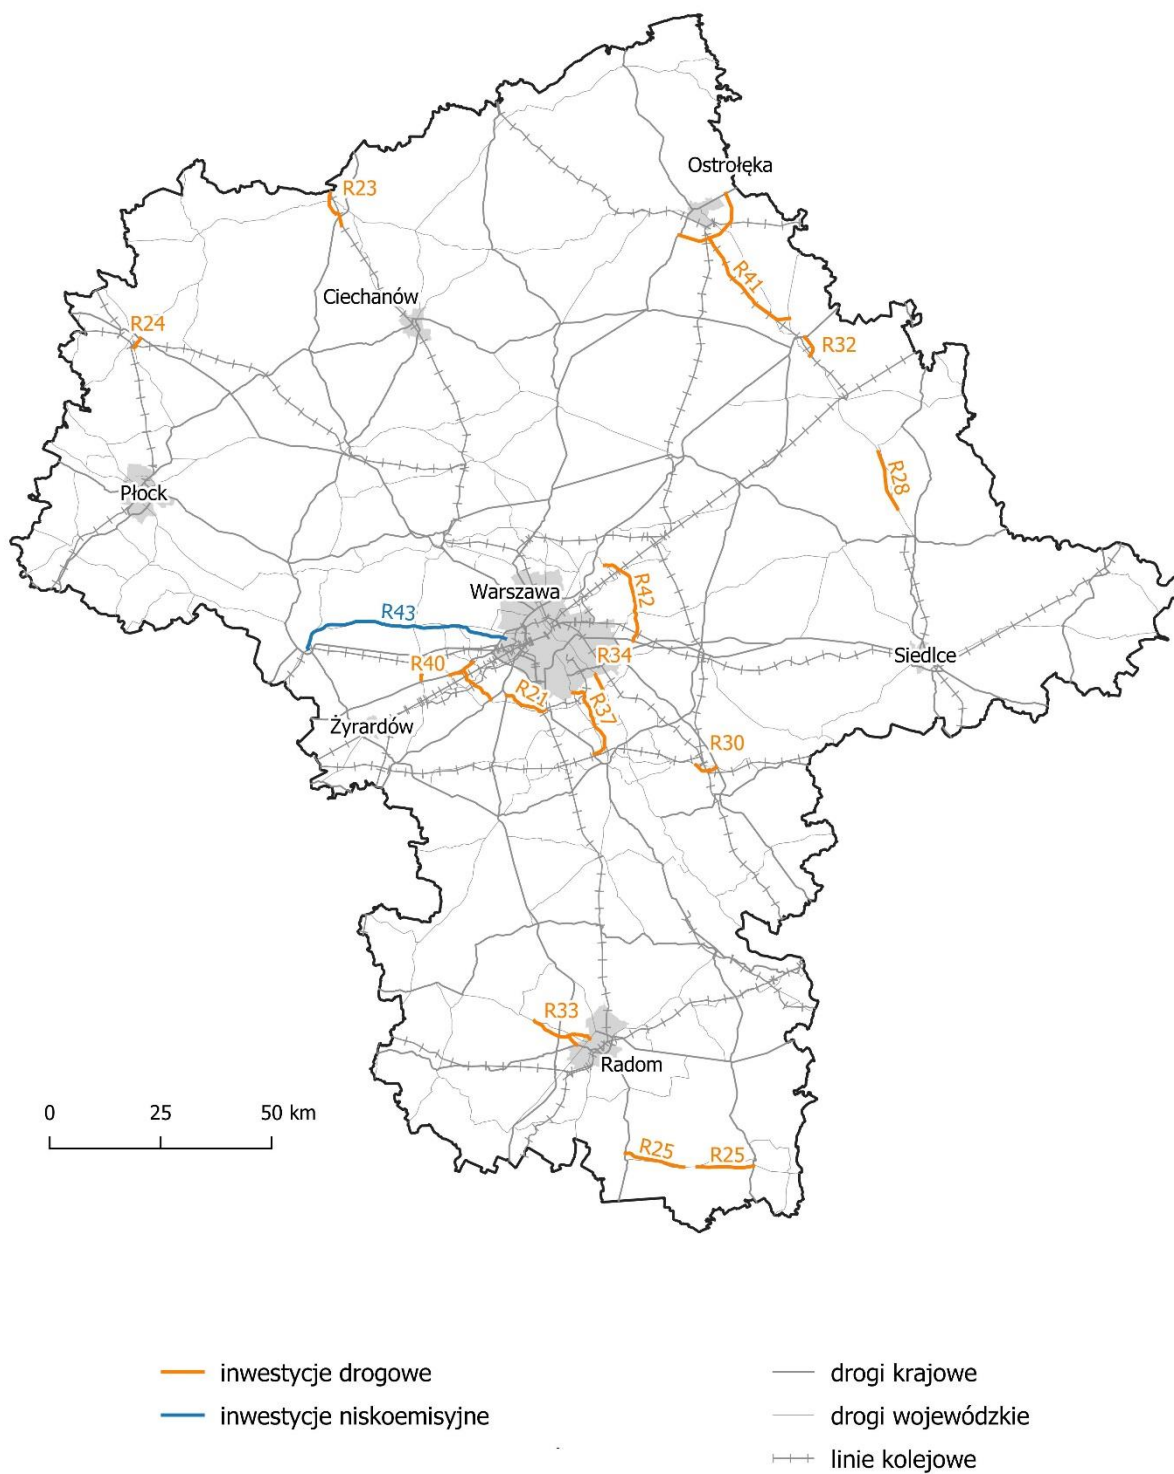 Ostrołęka
R23
R41
Ciechanów
R24
R32
Płock
R28
Warszawa
R42
R43
R34
Siedlce
R40
R21
R37
Żyrardów
R30
R33
Radom
0 25 50 km
R25 R25
inwestycje drogowe
drogi krajowe
inwestycje niskoemisyjne
drogi wojewódzkie
linie kolejowe